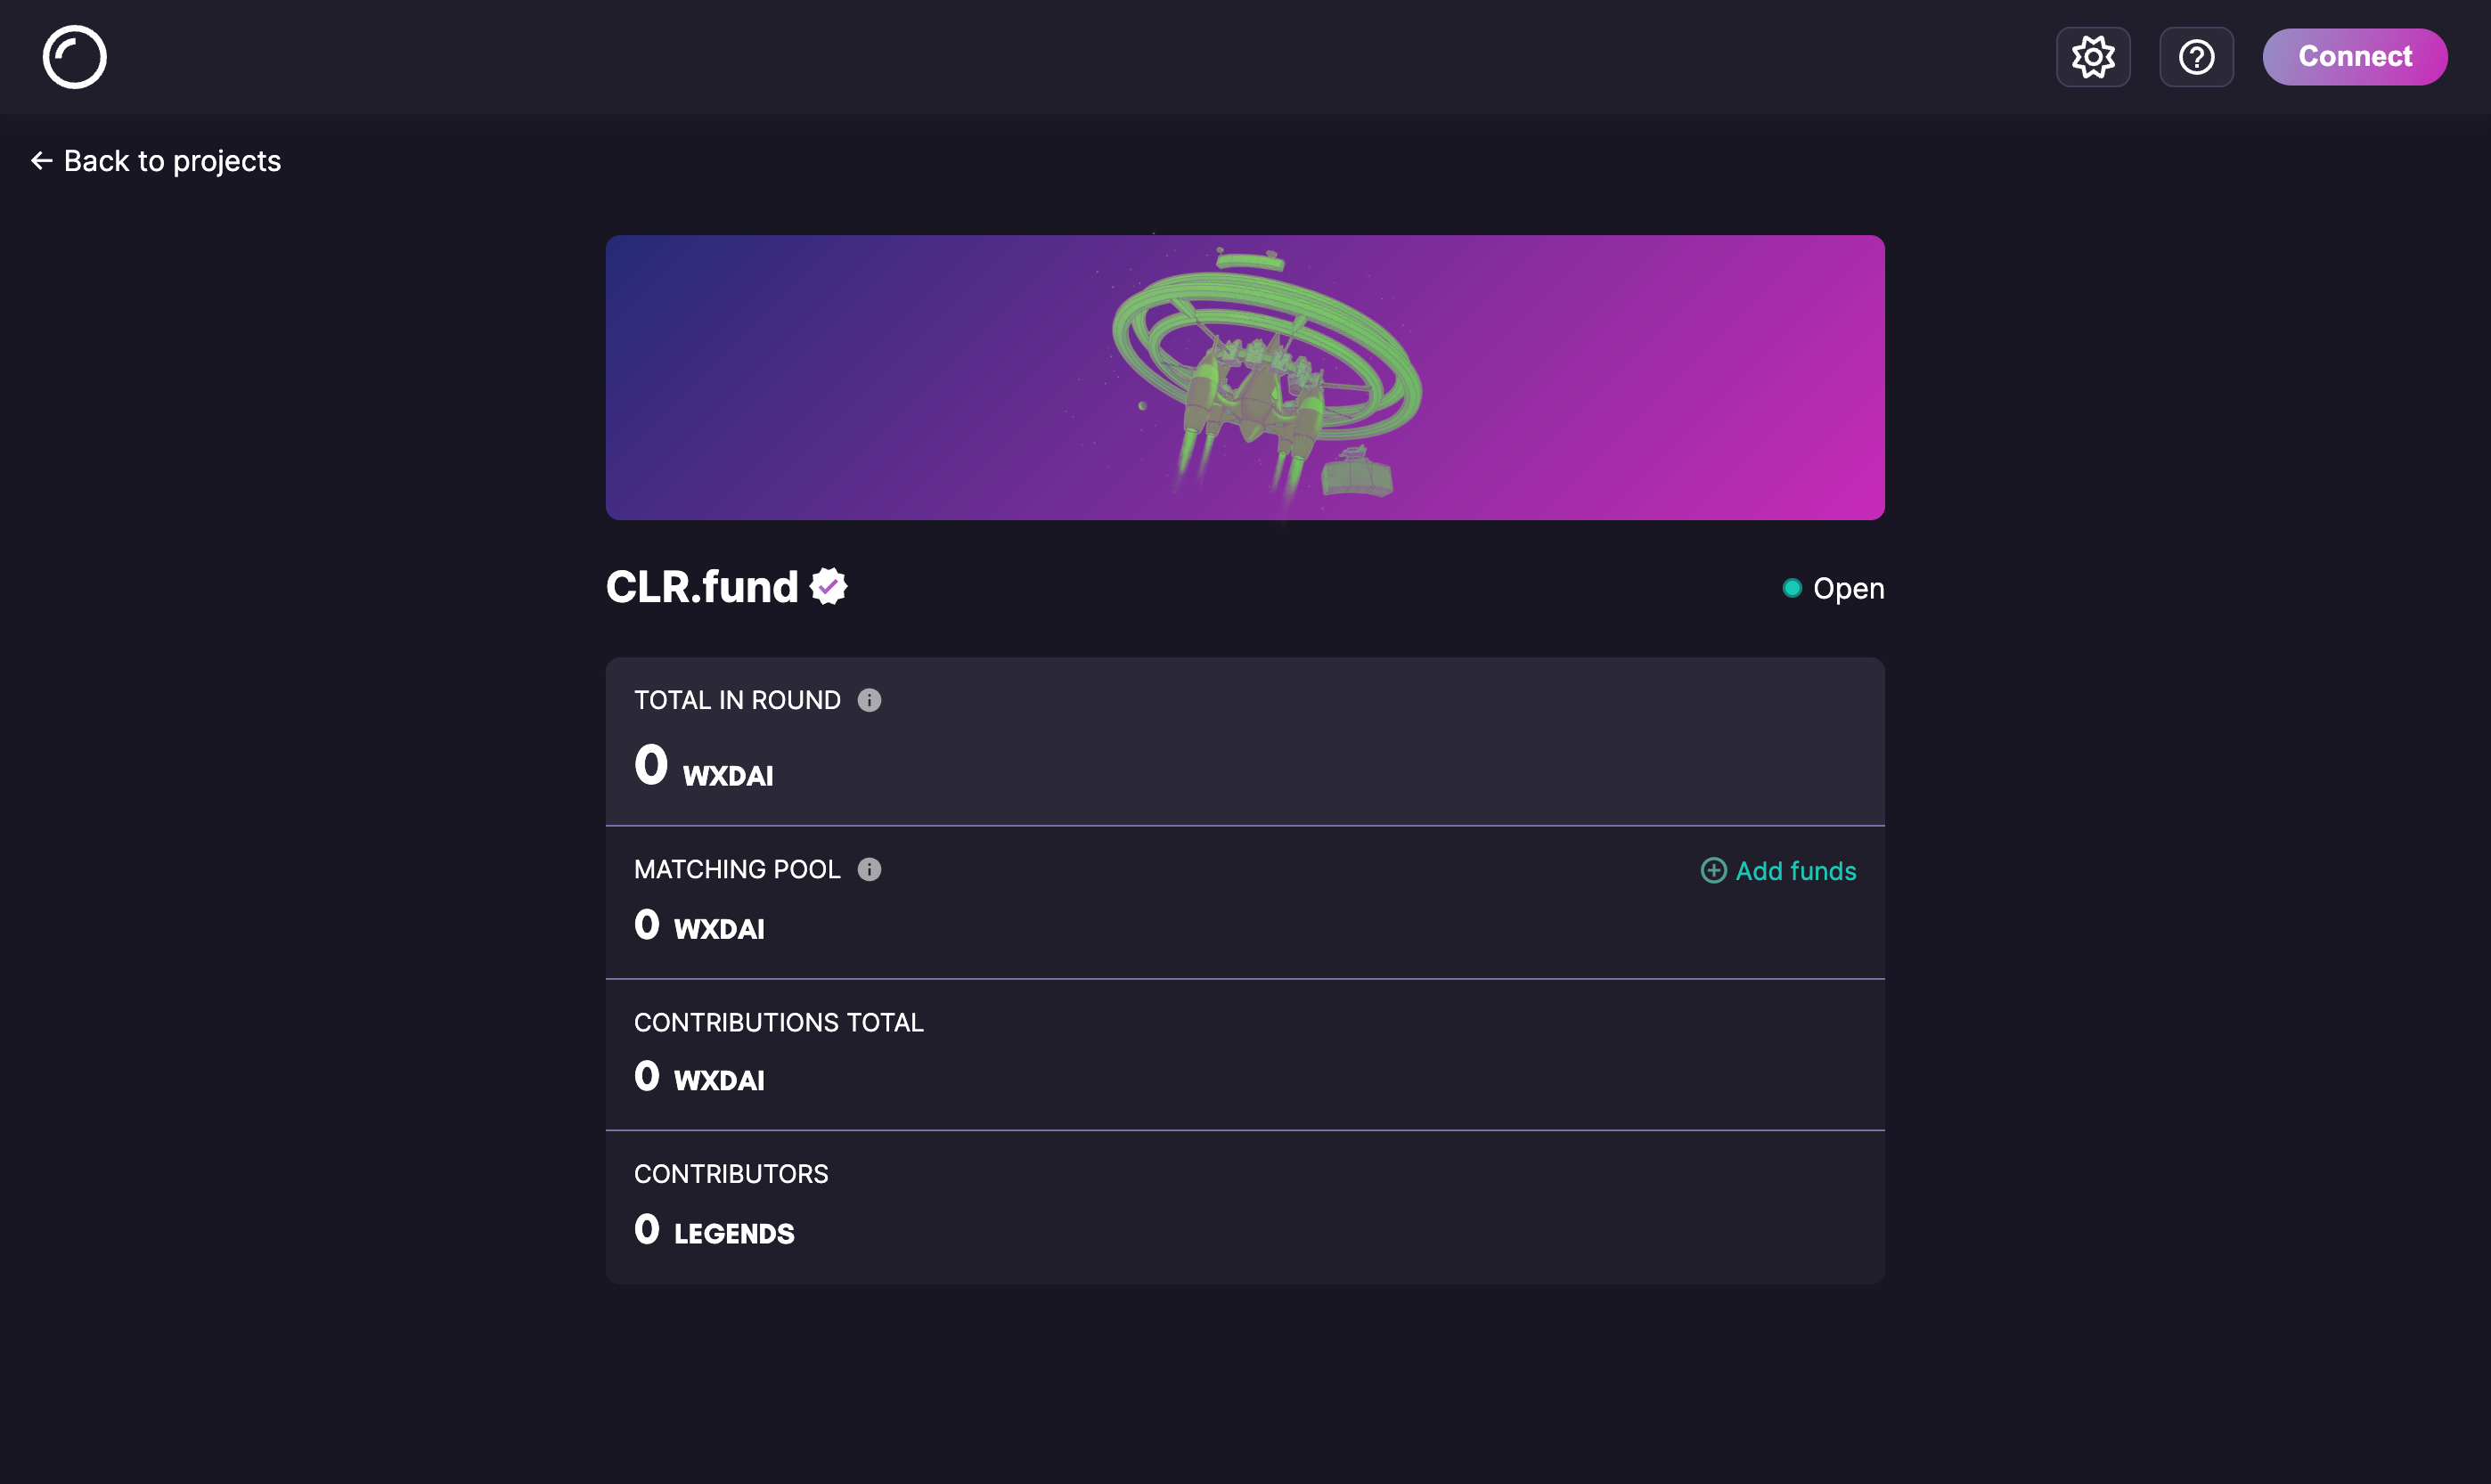 Connect
Back to projects
CLR.fund
Open
TOTAL IN ROUND
0 WXDAI
MATCHING POOL
Add funds
0 WXDAI
CONTRIBUTIONS TOTAL
0 WXDAI
CONTRIBUTORS
0 LEGENDS